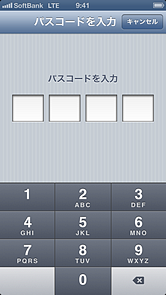 SoftBank LTE 9:41
パスコードを入力 キャンセル
パスコードを入力
1 2 ABC 3 DEF
4 GHI 5 JKL 6 MNO
7 PQRS 8 TUV 9 WXYZ
0